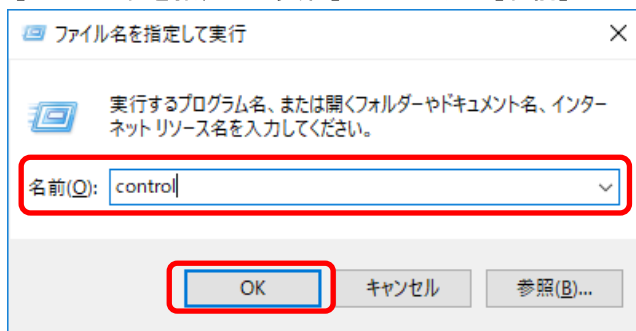 ファイル名を指定して実行
実行するプログラム名、または開くフォルダーやドキュメント名、インター
ネット リソース名を入力してください。
名前(O): control
OK キャンセル 参照(B)...